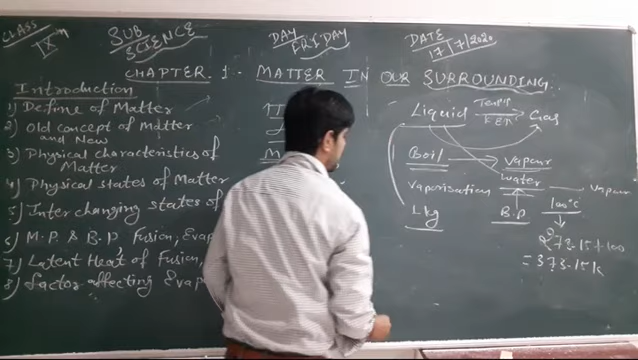 CLASS
IX
SUB
SCIENCE
DAY
FRIDAY
DATE
17/7/2020
CHAPTER. 1 - MATTER IN OUR SURROUNDING
Introduction
1) Define of Matter
2) Old concept of Matter
and New
3) Physical characteristics of
Matter
4) Physical states of Matter
5) Inter changing states of
6) M.P & B.P Fusion, Evap
7) Latent Heat of Fusion,
8) Factor affecting Evap
Liquid Gas
Boil Vapour
vaporisation water Vapour
1 kg B.P 100°C
273.15 + 100
= 373.15 K